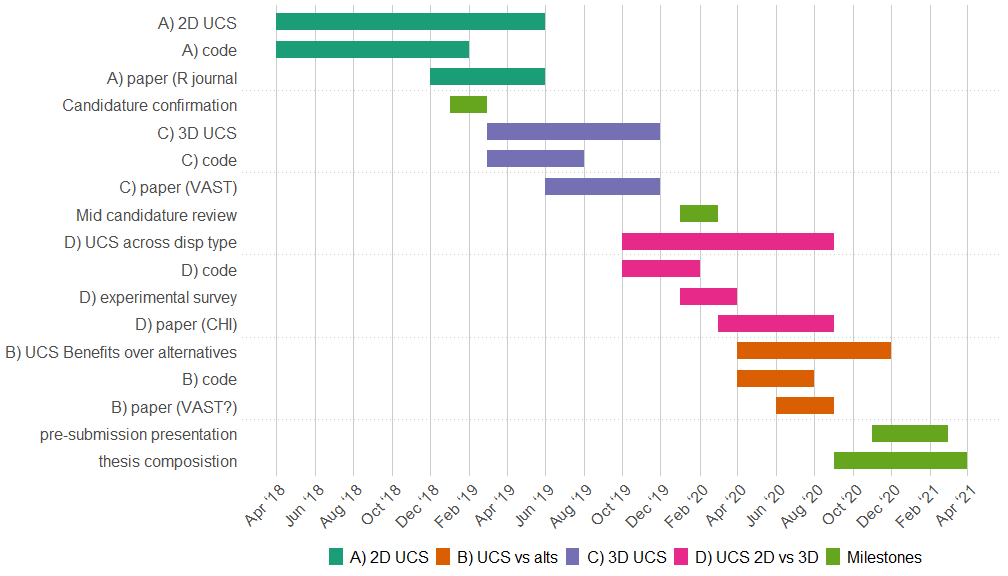 A) 2D UCS
A) code
A) paper (R journal
Candidature confirmation
C) 3D UCS
C) code
C) paper (VAST)
Mid candidature review
D) UCS across disp type
D) code
D) experimental survey
D) paper (CHI)
B) UCS Benefits over alternatives
B) code
B) paper (VAST?)
pre-submission presentation
thesis composistion
Apr ‘18 Jun ‘18 Aug ‘18 Oct ‘18 Dec ‘18 Feb ‘19 Apr ‘19 Jun ‘19 Aug ‘19 Oct ‘19 Dec ‘19 Feb ‘20 Apr ‘20 Jun ‘20 Aug ‘20 Oct ‘20 Dec ‘20 Feb ‘21 Apr ‘21
A) 2D UCS B) UCS vs alts C) 3D UCS D) UCS 2D vs 3D Milestones